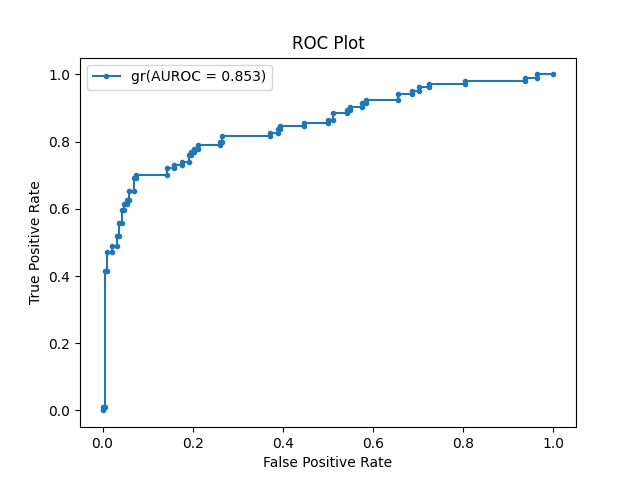 ROC Plot
gr(AUROC = 0.853)
True Positive Rate
1.0
0.8
0.6
0.4
0.2
0.0
0.0 0.2 0.4 0.6 0.8 1.0
False Positive Rate